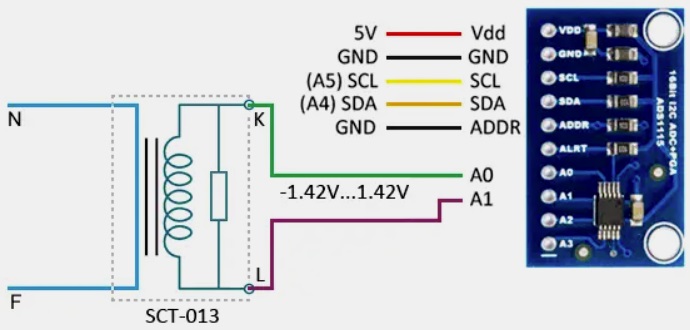 5V Vdd
GND GND
(A5) SCL SCL
(A4) SDA SDA
GND ADDR
N
K
A0
-1.42V...1.42V
A1
L
F
SCT-013
VDD
GND
SCL
SDA
ADDR
ALRT
A0
A1
A2
A3
16Bit I2C ADC+PGA
ADS1115